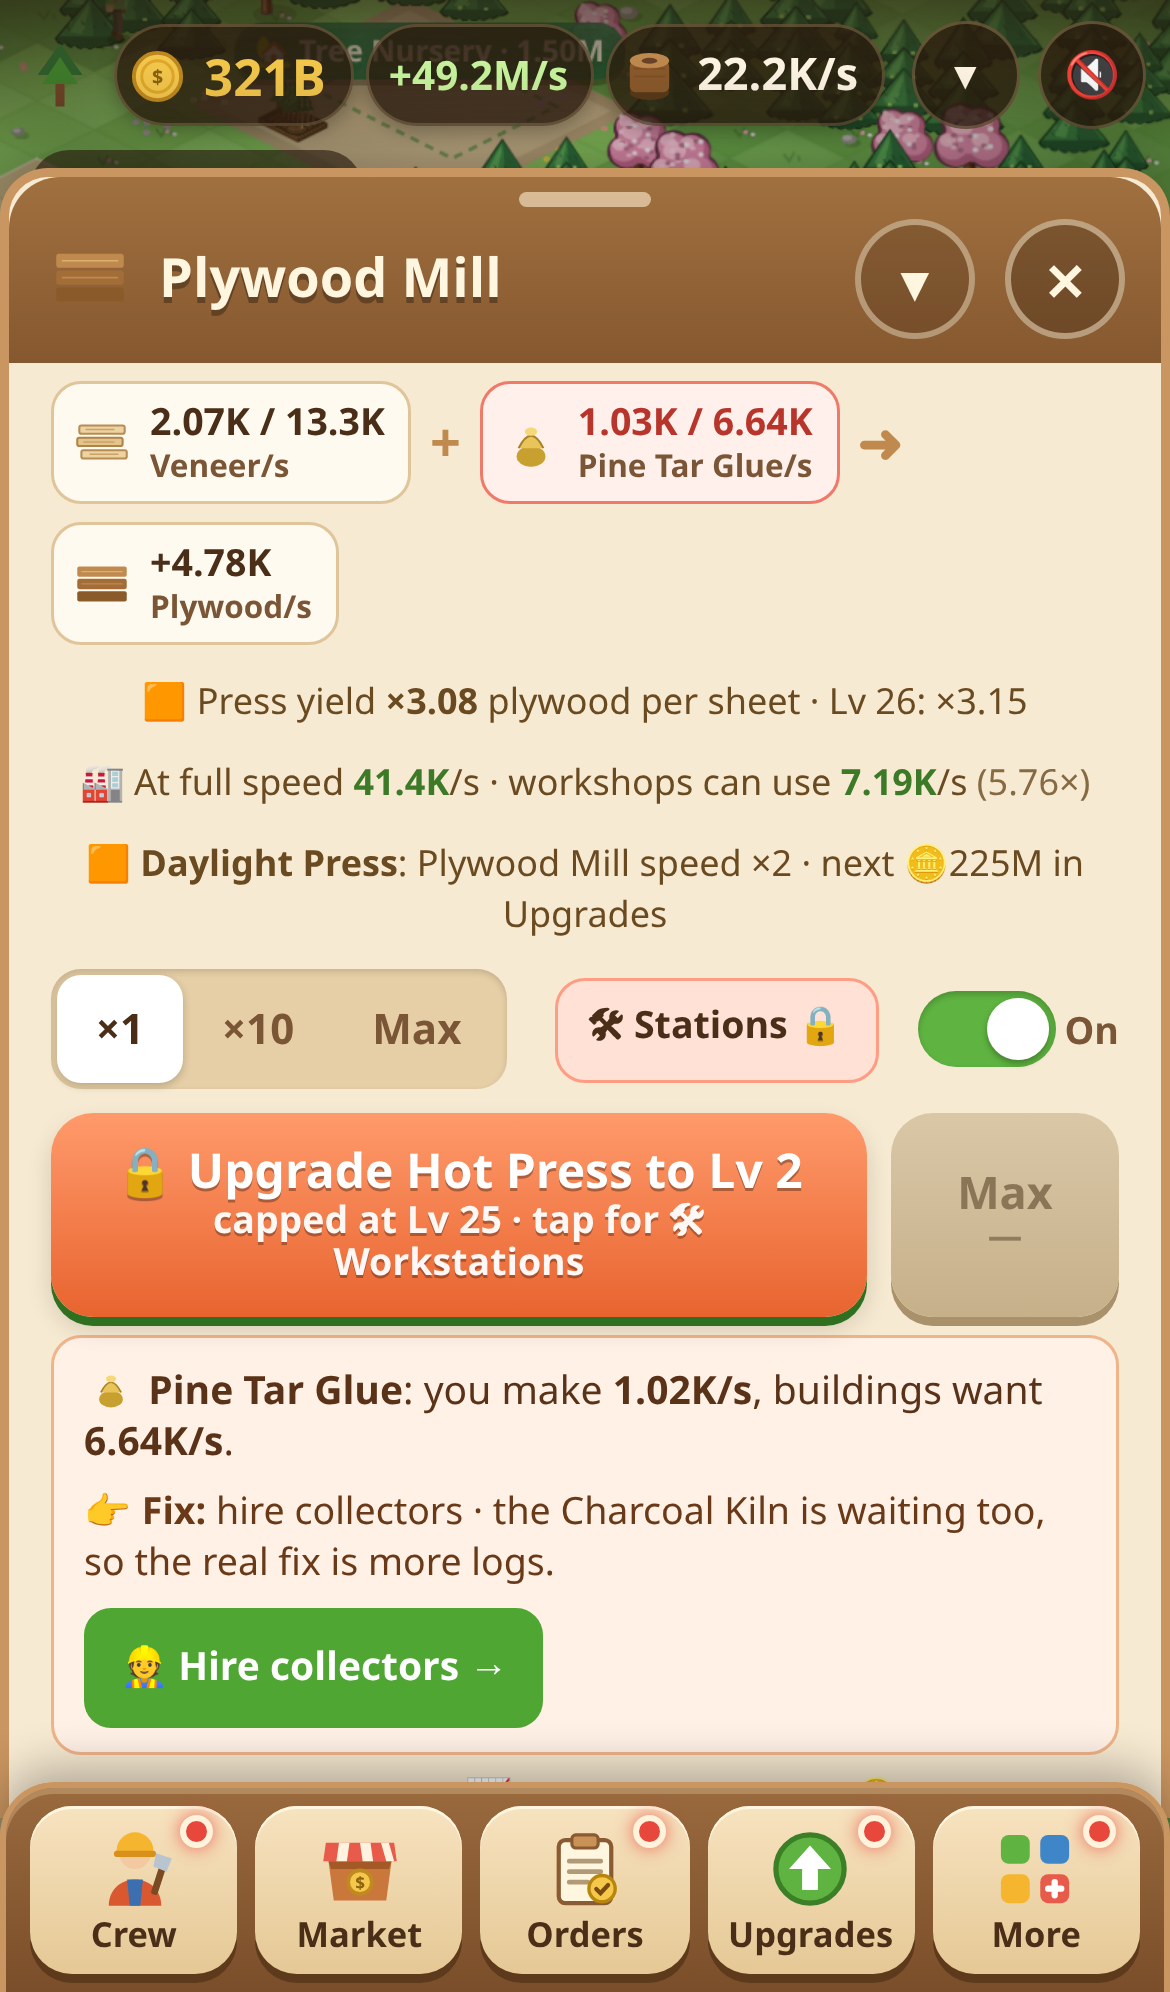 Tree Nursery · 1.50M
321B
+49.2M/s
22.2K/s
▼
Plywood Mill
▼
✕
2.07K / 13.3K
Veneer/s
+
1.03K / 6.64K
Pine Tar Glue/s
➜
+4.78K
Plywood/s
🟧 Press yield ×3.08 plywood per sheet · Lv 26: ×3.15
🏭 At full speed 41.4K/s · workshops can use 7.19K/s (5.76×)
🟧 Daylight Press: Plywood Mill speed ×2 · next 🪙225M in
Upgrades
×1
×10
Max
🛠 Stations 🔒
On
🔒 Upgrade Hot Press to Lv 2
capped at Lv 25 · tap for 🛠
Workstations
Max
—
Pine Tar Glue: you make 1.02K/s, buildings want
6.64K/s.
👉 Fix: hire collectors · the Charcoal Kiln is waiting too,
so the real fix is more logs.
👷 Hire collectors →
Crew
Market
Orders
Upgrades
More